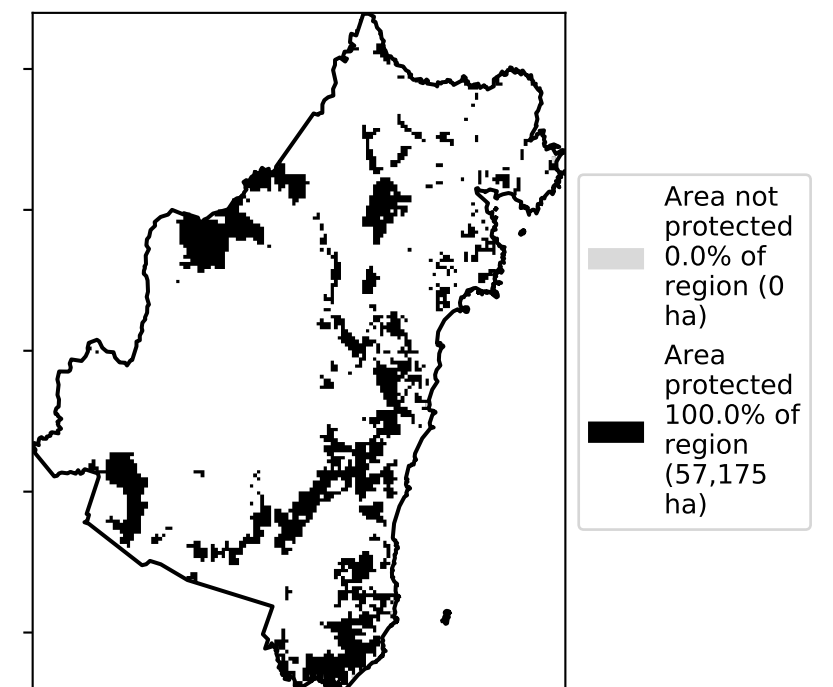 Area not
protected
0.0% of
region (0
ha)
Area
protected
100.0% of
region
(57,175
ha)